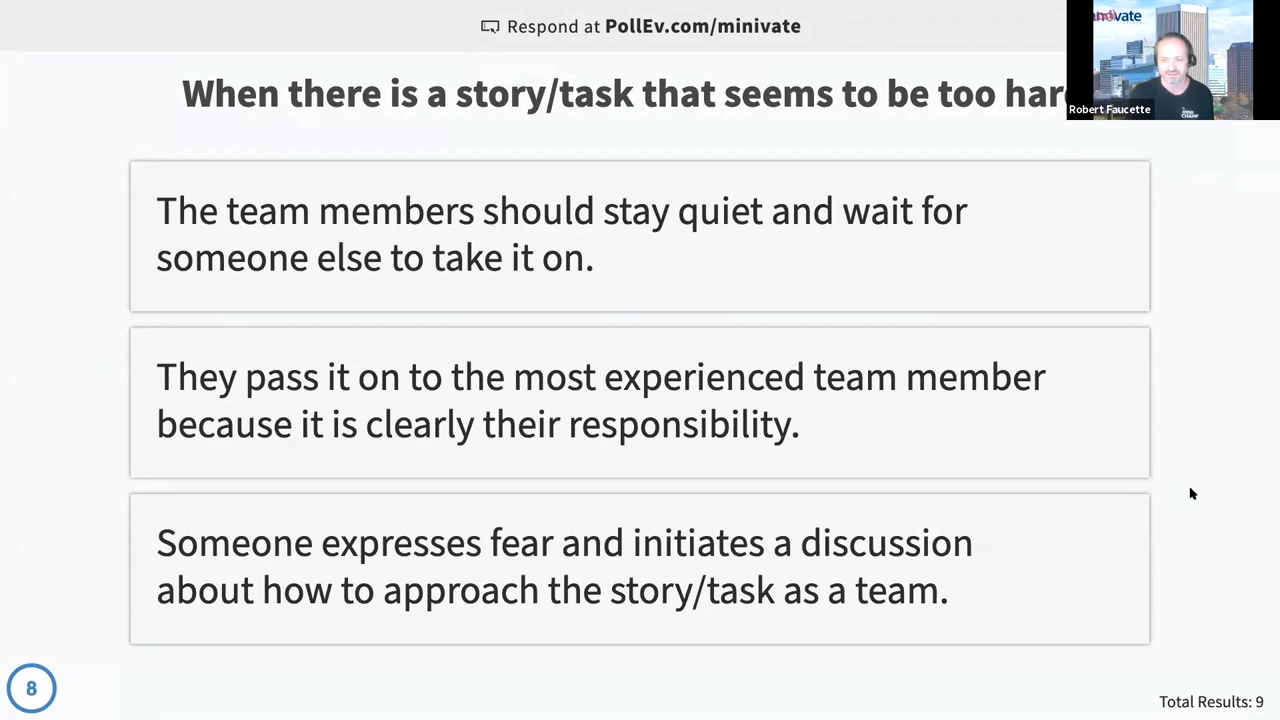 Respond at PollEv.com/minivate
When there is a story/task that seems to be too
Robert Faucette
The team members should stay quiet and wait for
someone else to take it on.
They pass it on to the most experienced team member
because it is clearly their responsibility.
Someone expresses fear and initiates a discussion
about how to approach the story/task as a team.
8
Total Results: 9